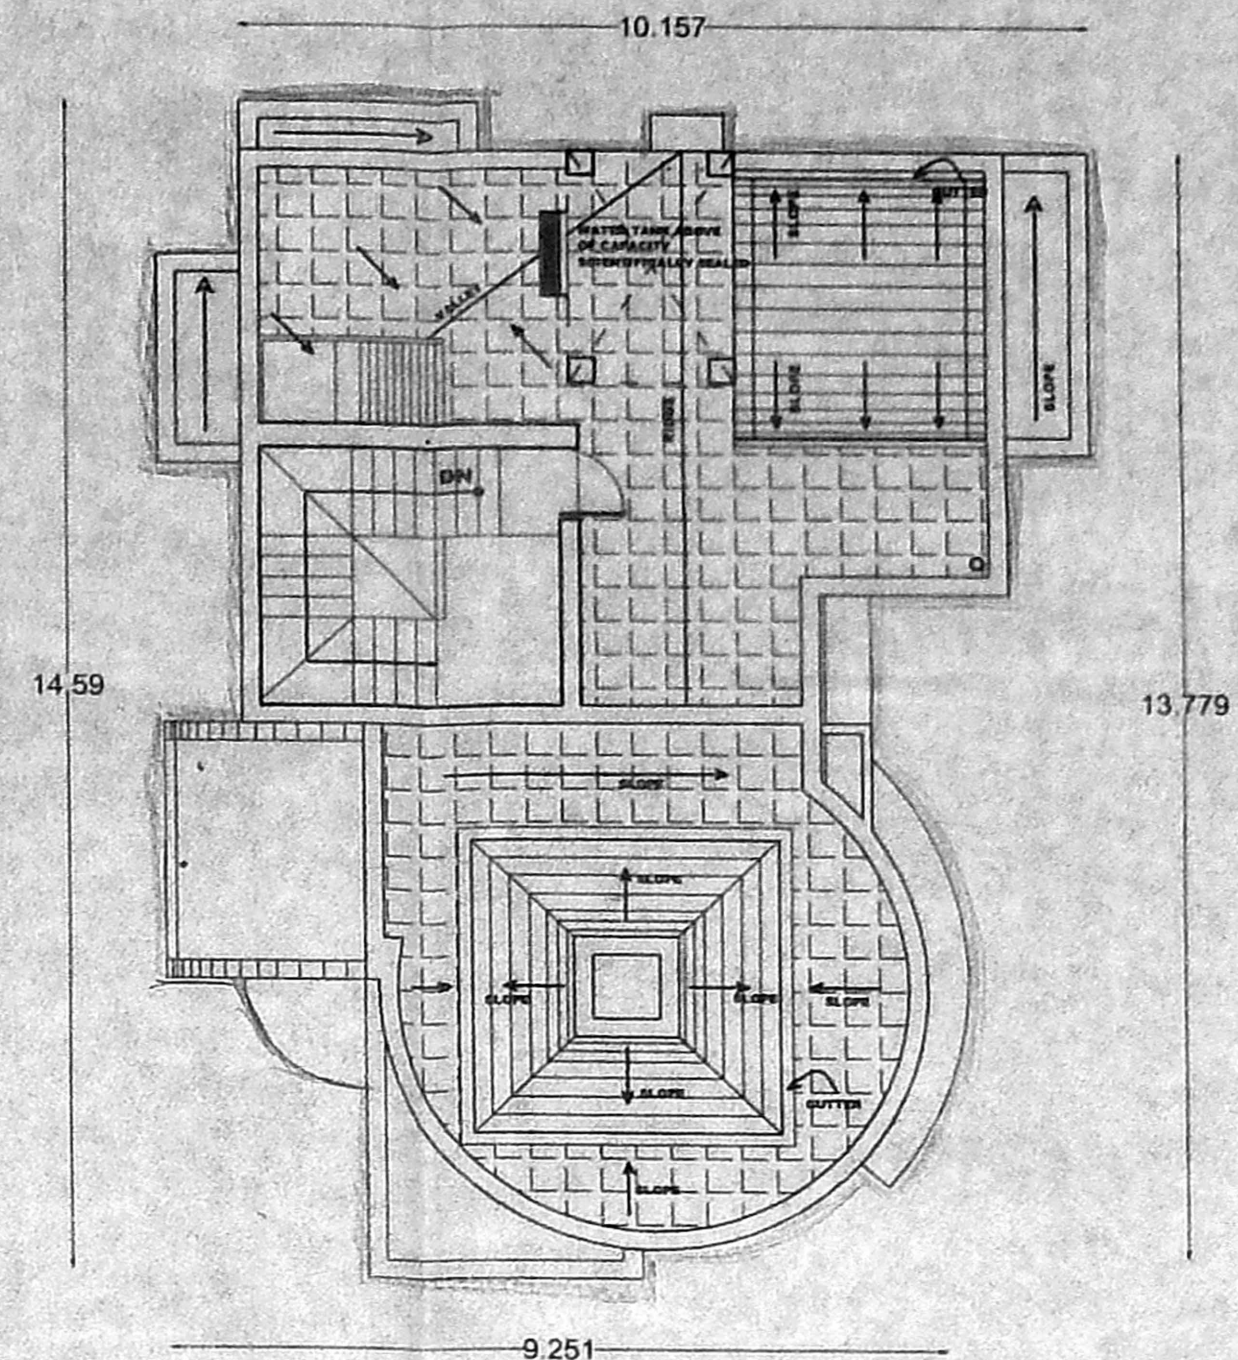 10.157
GUTTER
WATER TANK ABOVE
OF CAPACITY
SCIENTIFICALLY SEALED
SLOPE
VALLEY
SLOPE
SLOPE
RIDGE
DN
14.59
13.779
SLOPE
SLOPE
SLOPE
SLOPE
SLOPE
SLOPE
GUTTER
SLOPE
9.251